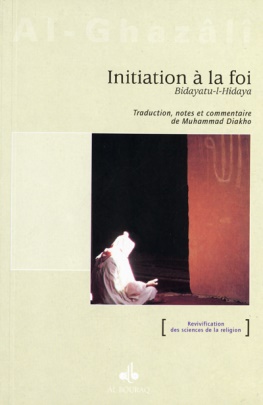 Al-Ghazâlî
Initiation à la foi
Bidayatu-l-Hidaya
Traduction, notes et commentaire
de Muhammad Diakho
Revivification
des sciences de la religion
AL BOURAQ